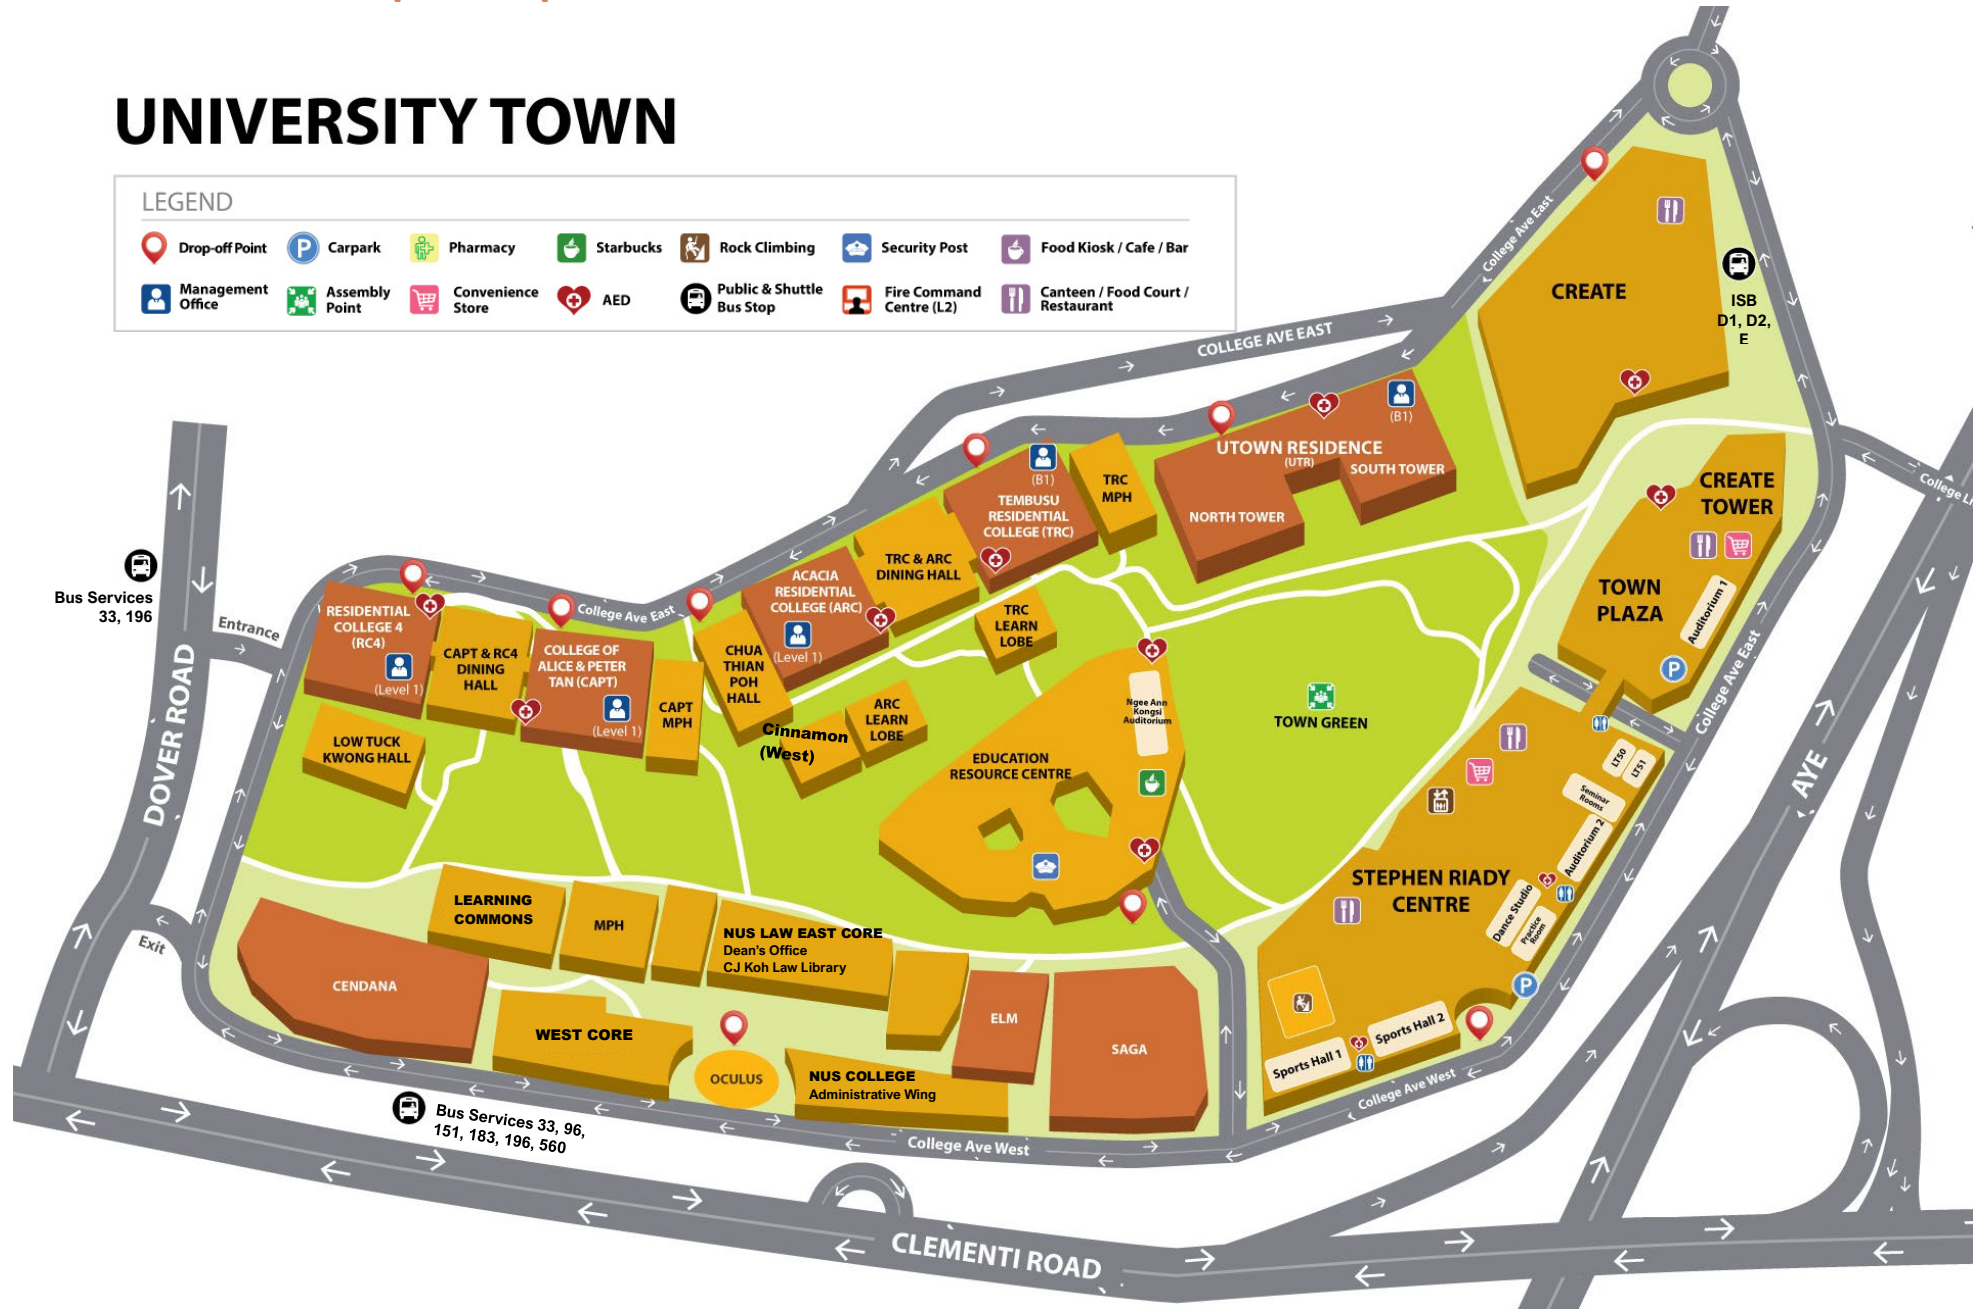 UNIVERSITY TOWN
LEGEND
Drop-off Point
Carpark
Pharmacy
Starbucks
Rock Climbing
Security Post
Food Kiosk / Cafe / Bar
Management
Office
Assembly
Point
Convenience
Store
AED
Public & Shuttle
Bus Stop
Fire Command
Centre (L2)
Canteen / Food Court /
Restaurant
College Ave East
CREATE
ISB
D1, D2,
E
COLLEGE AVE EAST
(B1)
UTOWN RESIDENCE
(UTR)
SOUTH TOWER
NORTH TOWER
(B1)
TRC
MPH
TEMBUSU
RESIDENTIAL
COLLEGE (TRC)
CREATE
TOWER
TOWN
PLAZA
Auditorium 1
College Ave East
TRC & ARC
DINING HALL
ACACIA
RESIDENTIAL
COLLEGE (ARC)
(Level 1)
TRC
LEARN
LOBE
Bus Services
33, 196
Entrance
DOVER ROAD
RESIDENTIAL
COLLEGE 4
(RC4)
(Level 1)
CAPT & RC4
DINING
HALL
COLLEGE OF
ALICE & PETER
TAN (CAPT)
(Level 1)
College Ave East
CAPT
MPH
CHUA
THIAN
POH
HALL
Cinnamon
(West)
ARC
LEARN
LOBE
LOW TUCK
KWONG HALL
Ngee Ann
Kongsi
Auditorium
EDUCATION
RESOURCE CENTRE
TOWN GREEN
LT50
LT51
Seminar
Rooms
Auditorium 2
STEPHEN RIADY
CENTRE
Dance Studio
Practice
Room
Sports Hall 2
Sports Hall 1
College Ave West
AYE
Exit
LEARNING
COMMONS
MPH
NUS LAW EAST CORE
Dean's Office
CJ Koh Law Library
CENDANA
WEST CORE
OCULUS
ELM
SAGA
NUS COLLEGE
Administrative Wing
Bus Services 33, 96,
151, 183, 196, 560
College Ave West
CLEMENTI ROAD